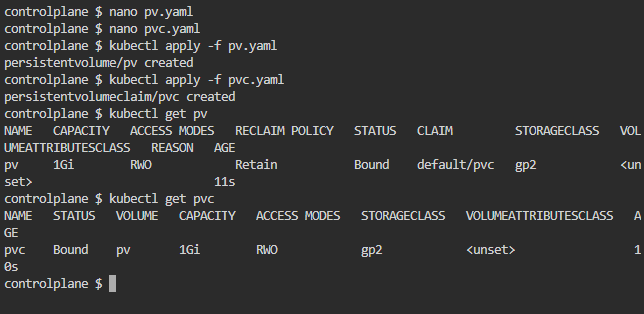 controlplane $ nano pv.yaml
controlplane $ nano pvc.yaml
controlplane $ kubectl apply -f pv.yaml
persistentvolume/pv created
controlplane $ kubectl apply -f pvc.yaml
persistentvolumeclaim/pvc created
controlplane $ kubectl get pv
NAME   CAPACITY   ACCESS MODES   RECLAIM POLICY   STATUS   CLAIM         STORAGECLASS   VOL
UMEATTRIBUTESCLASS   REASON   AGE
pv     1Gi        RWO            Retain           Bound    default/pvc   gp2            <un
set>                          11s
controlplane $ kubectl get pvc
NAME   STATUS   VOLUME   CAPACITY   ACCESS MODES   STORAGECLASS   VOLUMEATTRIBUTESCLASS   A
GE
pvc    Bound    pv       1Gi        RWO            gp2            <unset>                 1
0s
controlplane $